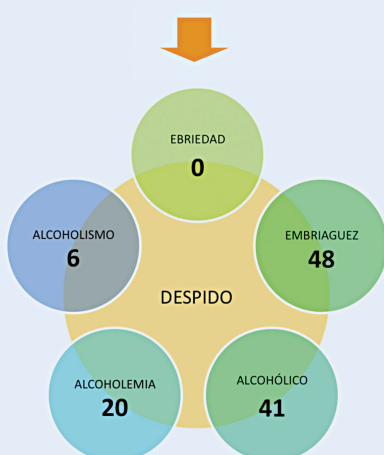 EBRIEDAD
0
ALCOHOLISMO
6
EMBRIAGUEZ
48
DESPIDO
ALCOHOLEMIA
20
ALCOHÓLICO
41